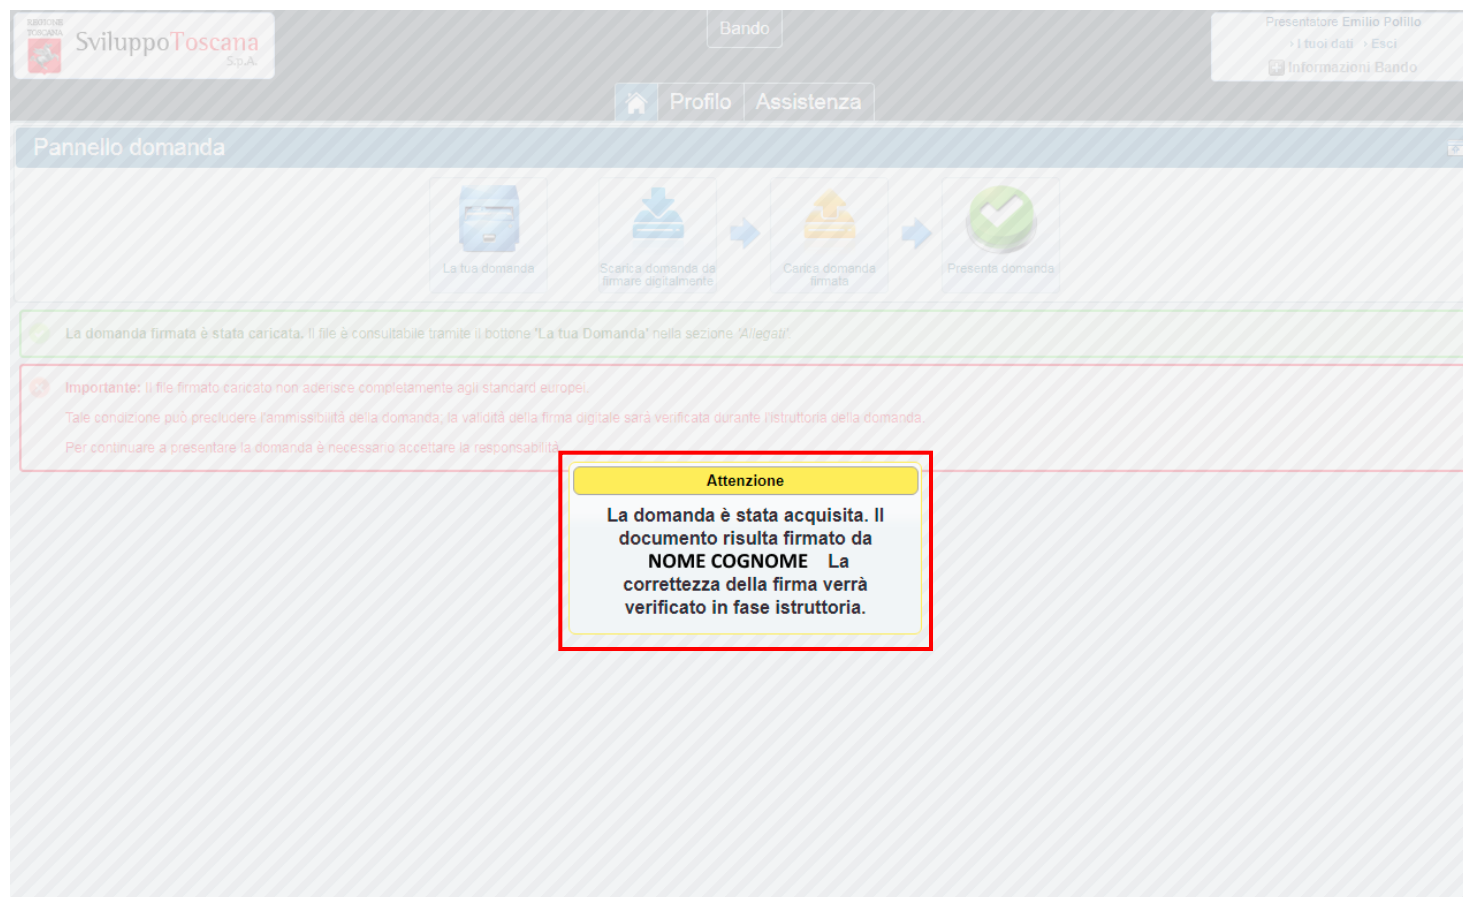 REGIONE
TOSCANA
SviluppoToscana
S.p.A.
Bando
Presentatore Emilio Polillo
› I tuoi dati › Esci
Informazioni Bando
Profilo
Assistenza
Pannello domanda
La tua domanda
Scarica domanda da
firmare digitalmente
Carica domanda
firmata
Presenta domanda
La domanda firmata è stata caricata. Il file è consultabile tramite il bottone 'La tua Domanda' nella sezione 'Allegati'.
Importante: Il file firmato caricato non aderisce completamente agli standard europei.
Tale condizione può precludere l'ammissibilità della domanda; la validità della firma digitale sarà verificata durante l'istruttoria della domanda.
Per continuare a presentare la domanda è necessario accettare la responsabilità.
Attenzione
La domanda è stata acquisita. Il
documento risulta firmato da
NOME COGNOME La
correttezza della firma verrà
verificato in fase istruttoria.